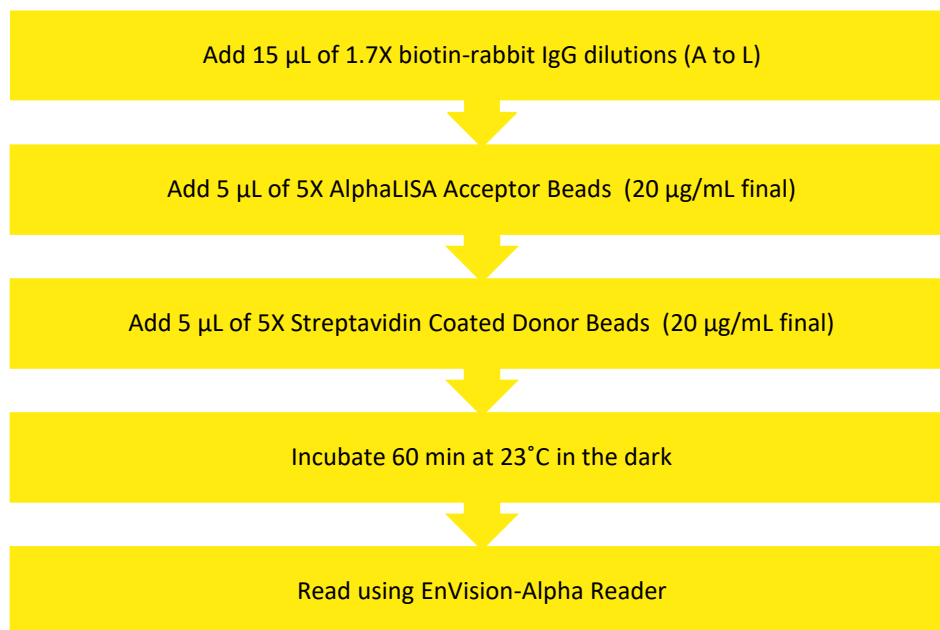 Add 15 µL of 1.7X biotin-rabbit IgG dilutions (A to L)
Add 5 µL of 5X AlphaLISA Acceptor Beads  (20 µg/mL final)
Add 5 µL of 5X Streptavidin Coated Donor Beads  (20 µg/mL final)
Incubate 60 min at 23˚C in the dark
Read using EnVision-Alpha Reader